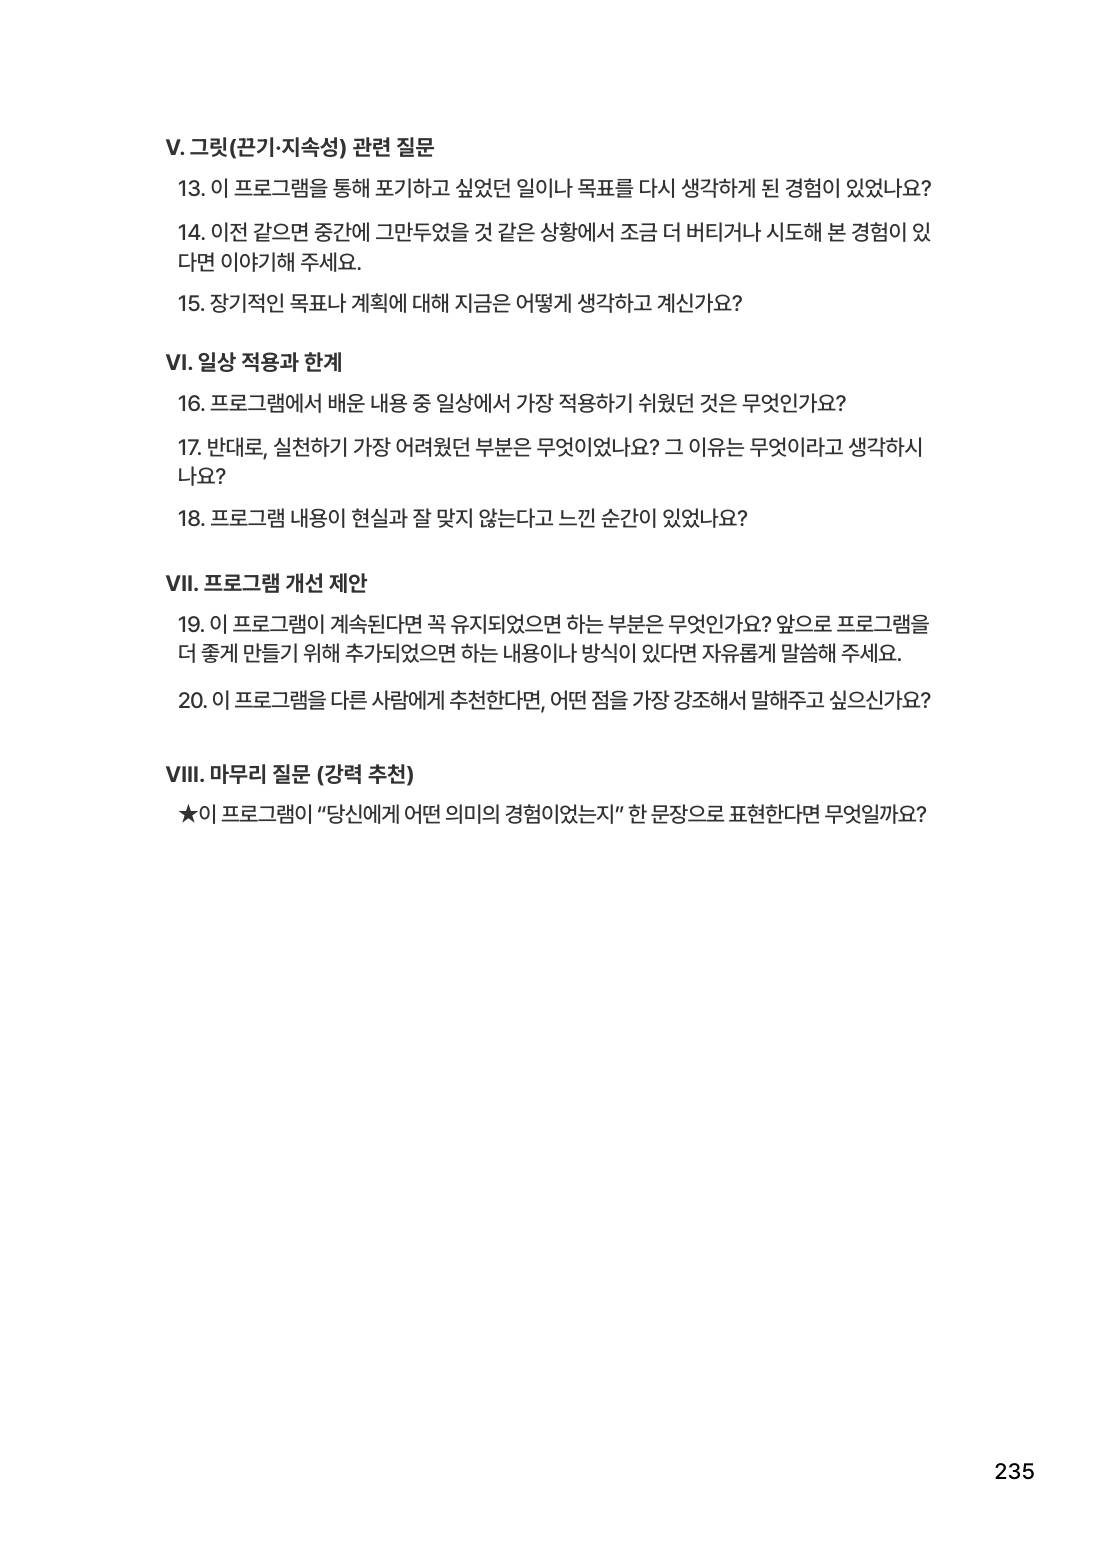 V. 그릿(끈기·지속성) 관련 질문
13. 이 프로그램을 통해 포기하고 싶었던 일이나 목표를 다시 생각하게 된 경험이 있었나요?
14. 이전 같으면 중간에 그만두었을 것 같은 상황에서 조금 더 버티거나 시도해 본 경험이 있
다면 이야기해 주세요.
15. 장기적인 목표나 계획에 대해 지금은 어떻게 생각하고 계신가요?
VI. 일상 적용과 한계
16. 프로그램에서 배운 내용 중 일상에서 가장 적용하기 쉬웠던 것은 무엇인가요?
17. 반대로, 실천하기 가장 어려웠던 부분은 무엇이었나요? 그 이유는 무엇이라고 생각하시
나요?
18. 프로그램 내용이 현실과 잘 맞지 않는다고 느낀 순간이 있었나요?
VII. 프로그램 개선 제안
19. 이 프로그램이 계속된다면 꼭 유지되었으면 하는 부분은 무엇인가요? 앞으로 프로그램을
더 좋게 만들기 위해 추가되었으면 하는 내용이나 방식이 있다면 자유롭게 말씀해 주세요.
20. 이 프로그램을 다른 사람에게 추천한다면, 어떤 점을 가장 강조해서 말해주고 싶으신가요?
VIII. 마무리 질문 (강력 추천)
★이 프로그램이 “당신에게 어떤 의미의 경험이었는지” 한 문장으로 표현한다면 무엇일까요?
235